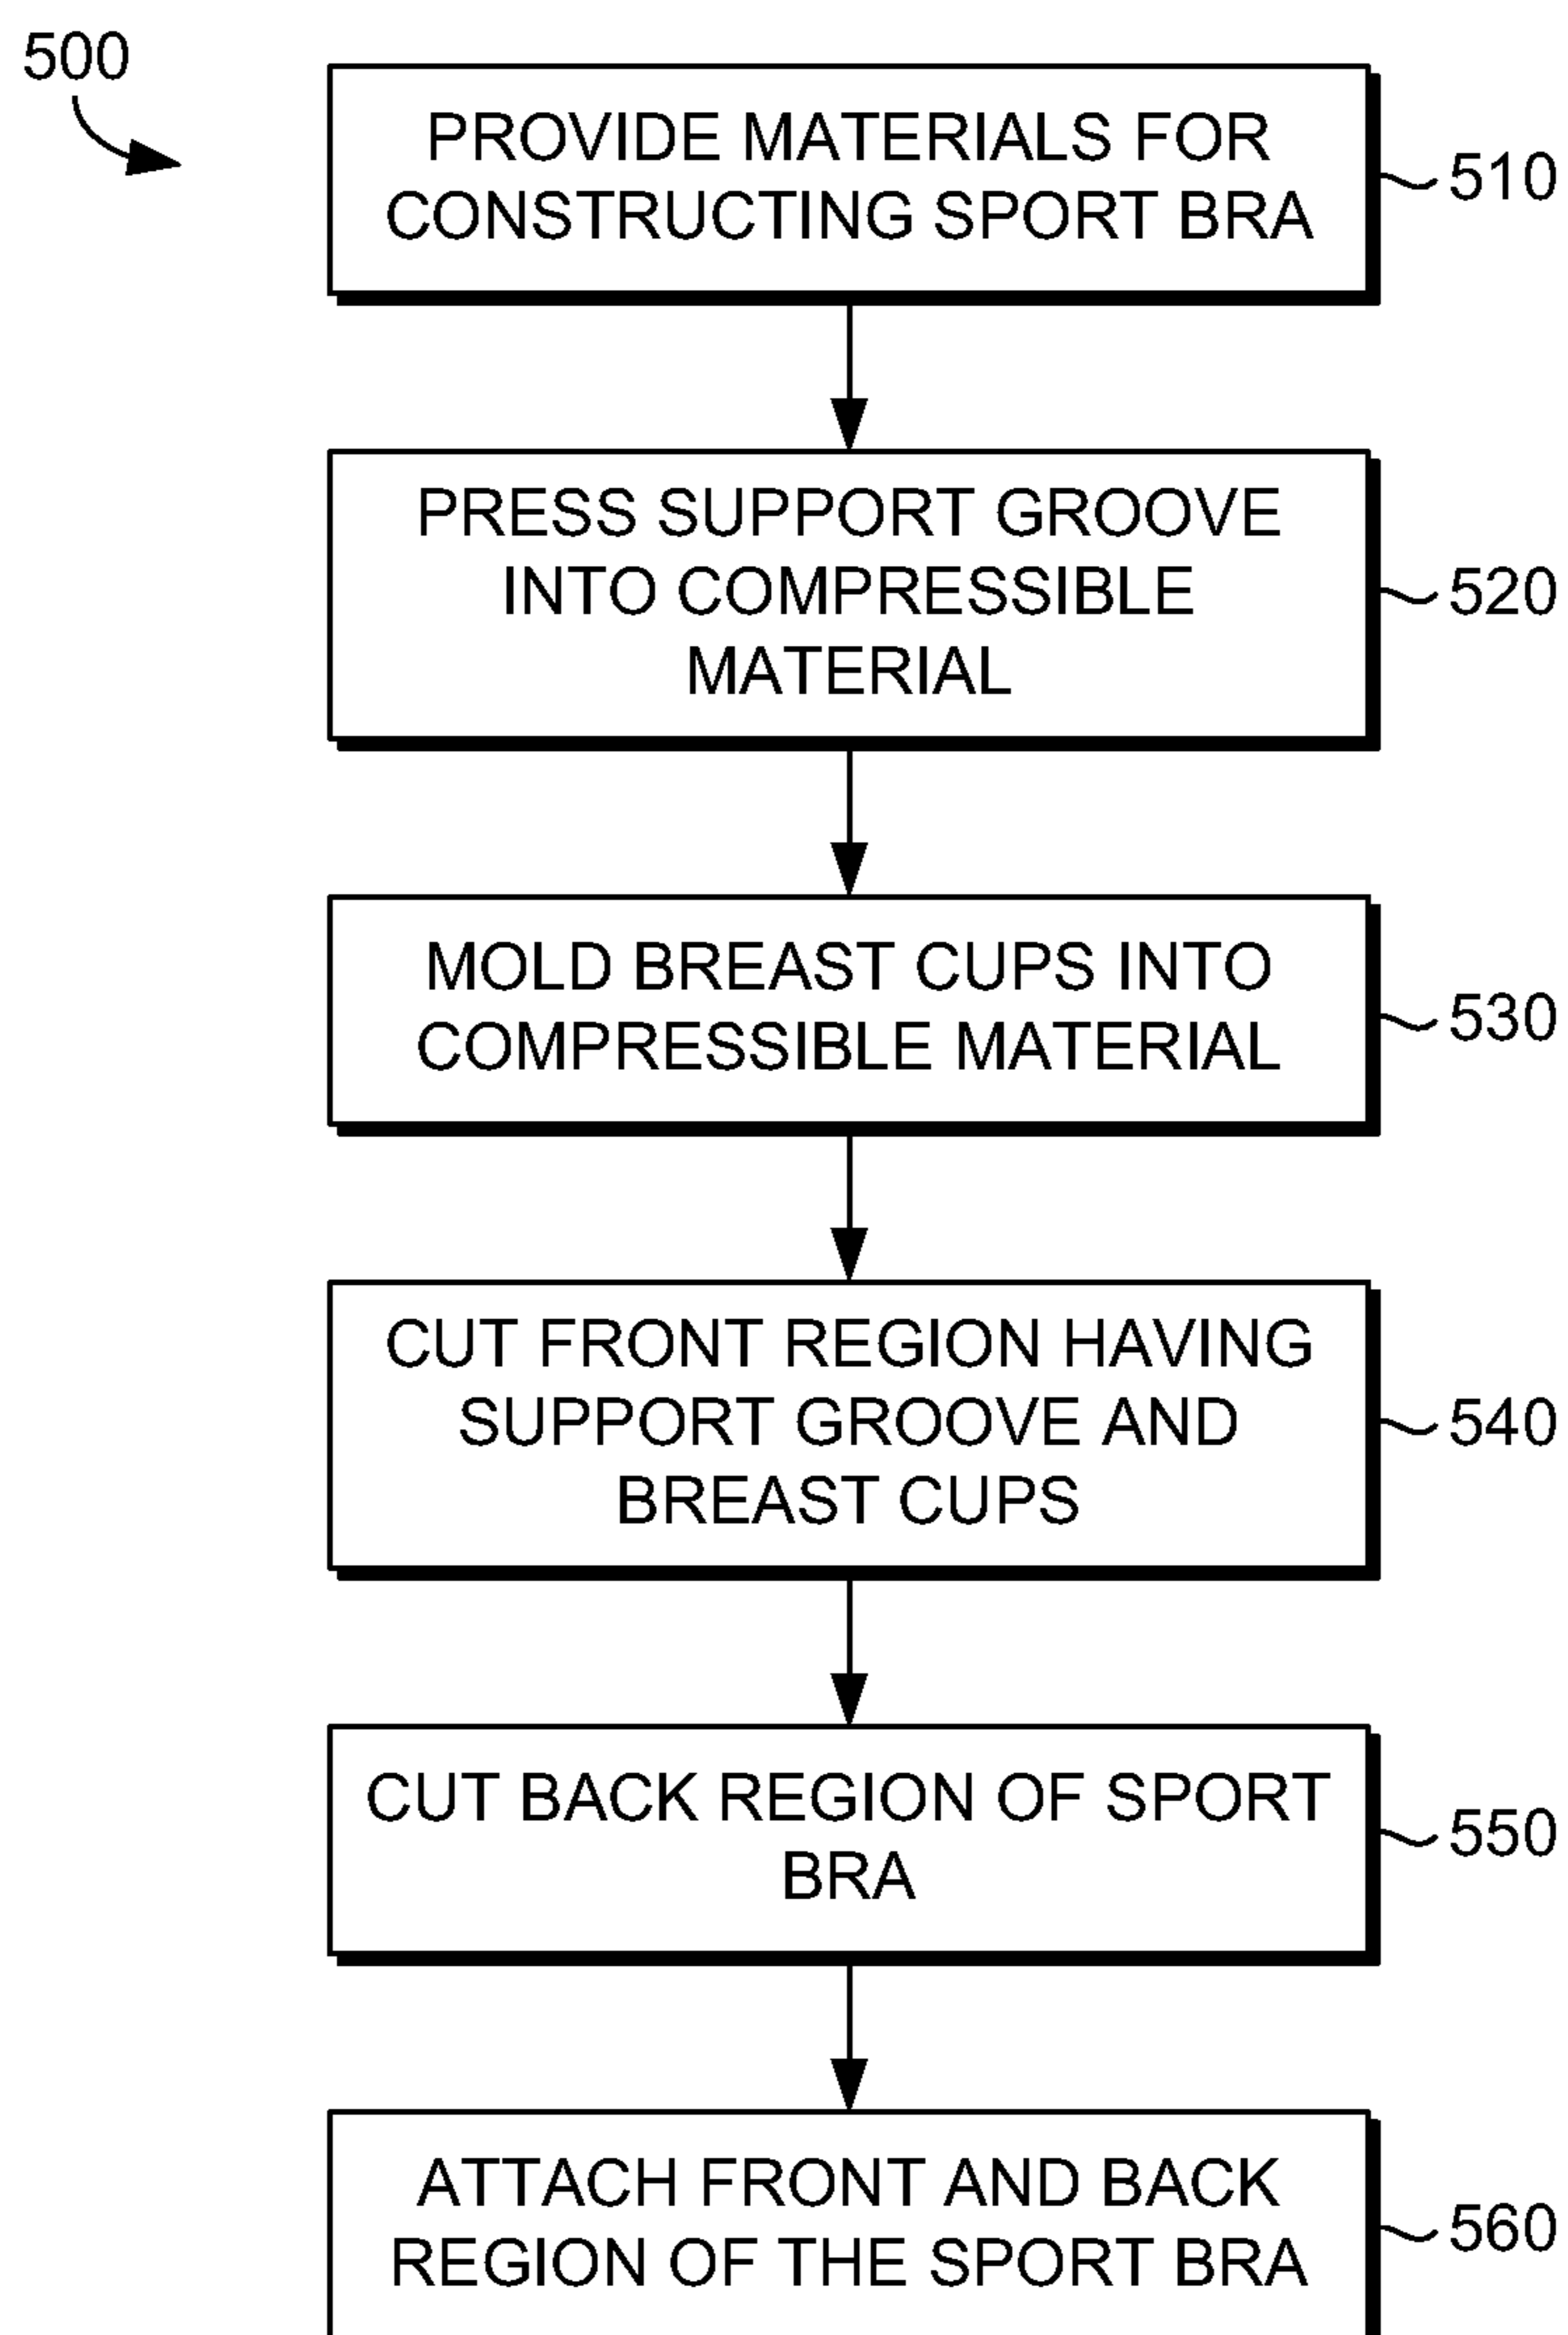 500
PROVIDE MATERIALS FOR
CONSTRUCTING SPORT BRA
510
PRESS SUPPORT GROOVE
INTO COMPRESSIBLE
MATERIAL
520
MOLD BREAST CUPS INTO
COMPRESSIBLE MATERIAL
530
CUT FRONT REGION HAVING
SUPPORT GROOVE AND
BREAST CUPS
540
CUT BACK REGION OF SPORT
BRA
550
ATTACH FRONT AND BACK
REGION OF THE SPORT BRA
560